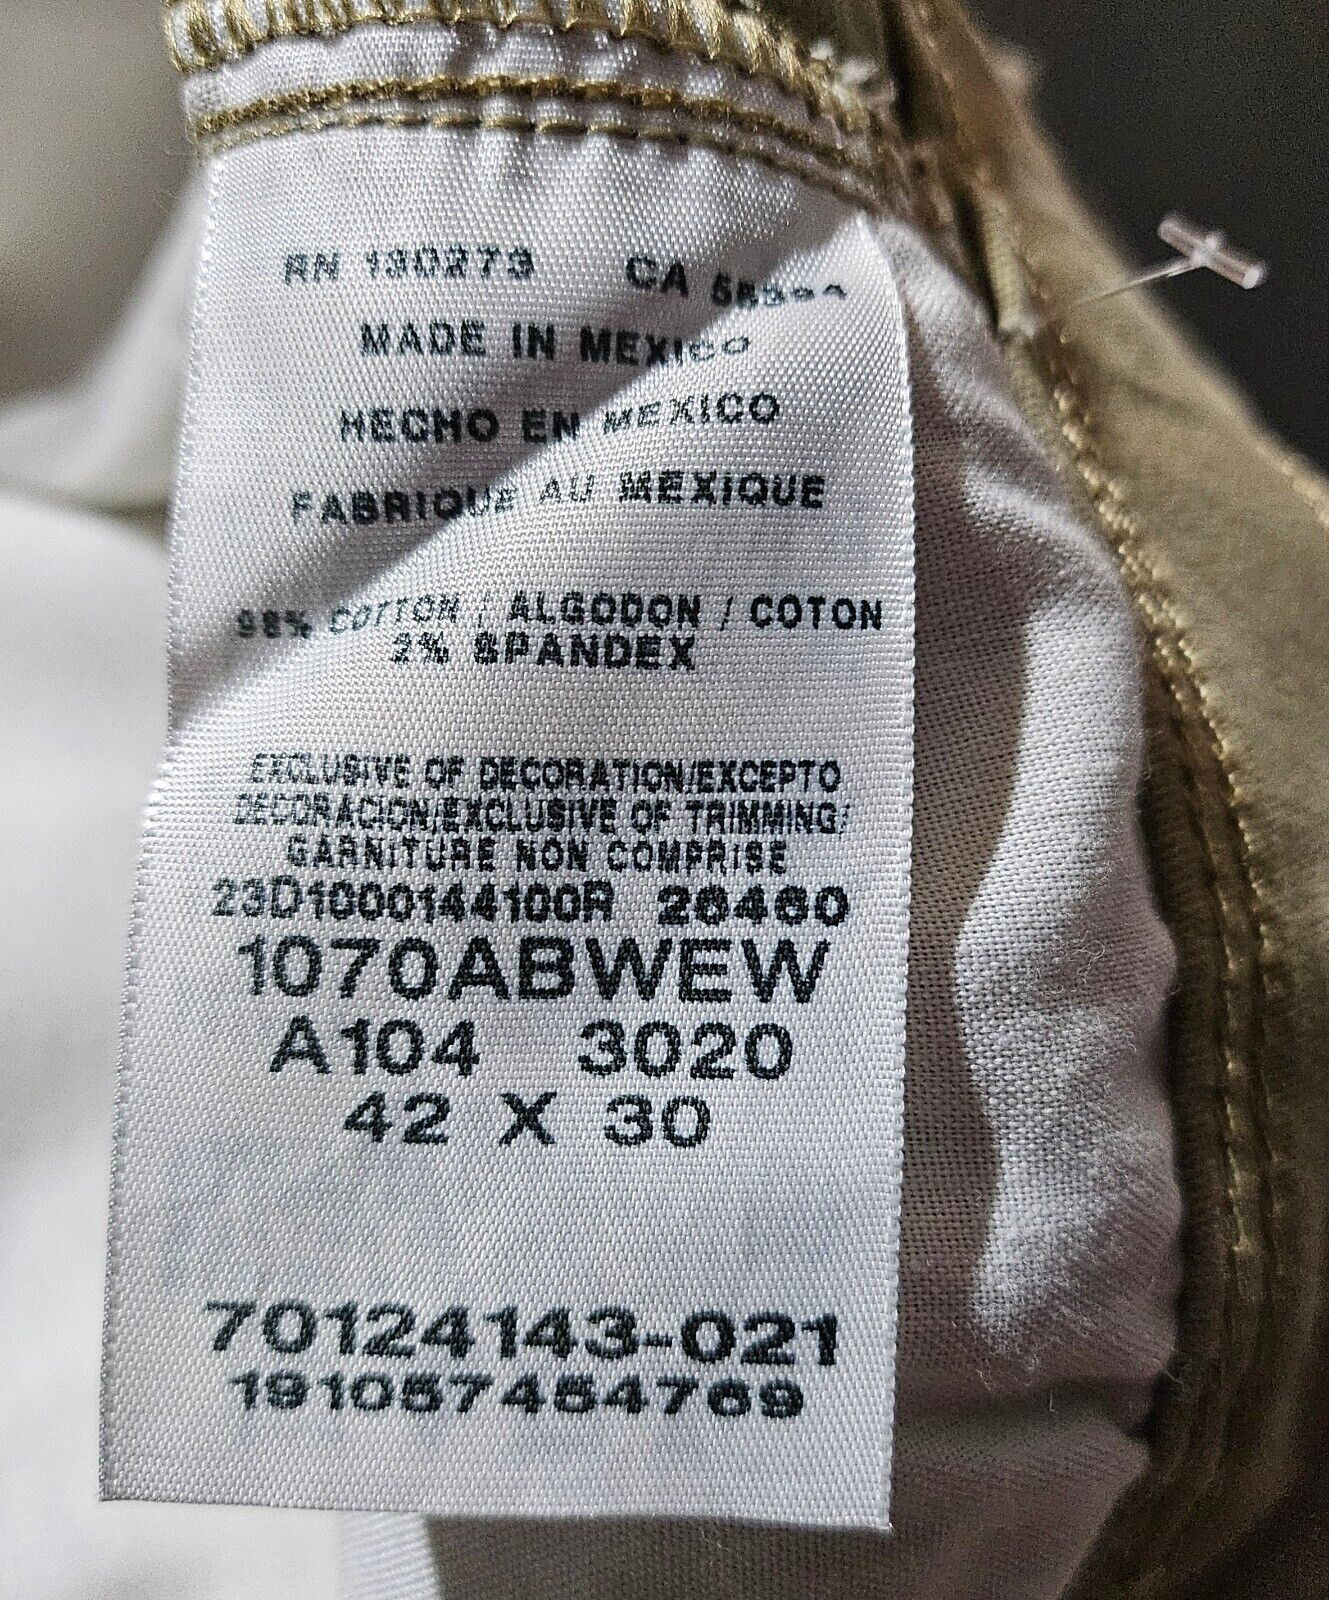 RN 130273 CA
MADE IN MEXICO
HECHO EN MEXICO
FABRIQUE AU MEXIQUE
98% COTTON / ALGODON / COTON
2% SPANDEX
EXCLUSIVE OF DECORATION/EXCEPTO
DECORACION/EXCLUSIVE OF TRIMMING/
GARNITURE NON COMPRISE
23D1000144100R 26460
1070ABWEW
A104 3020
42 X 30
70124143-021
191057454769